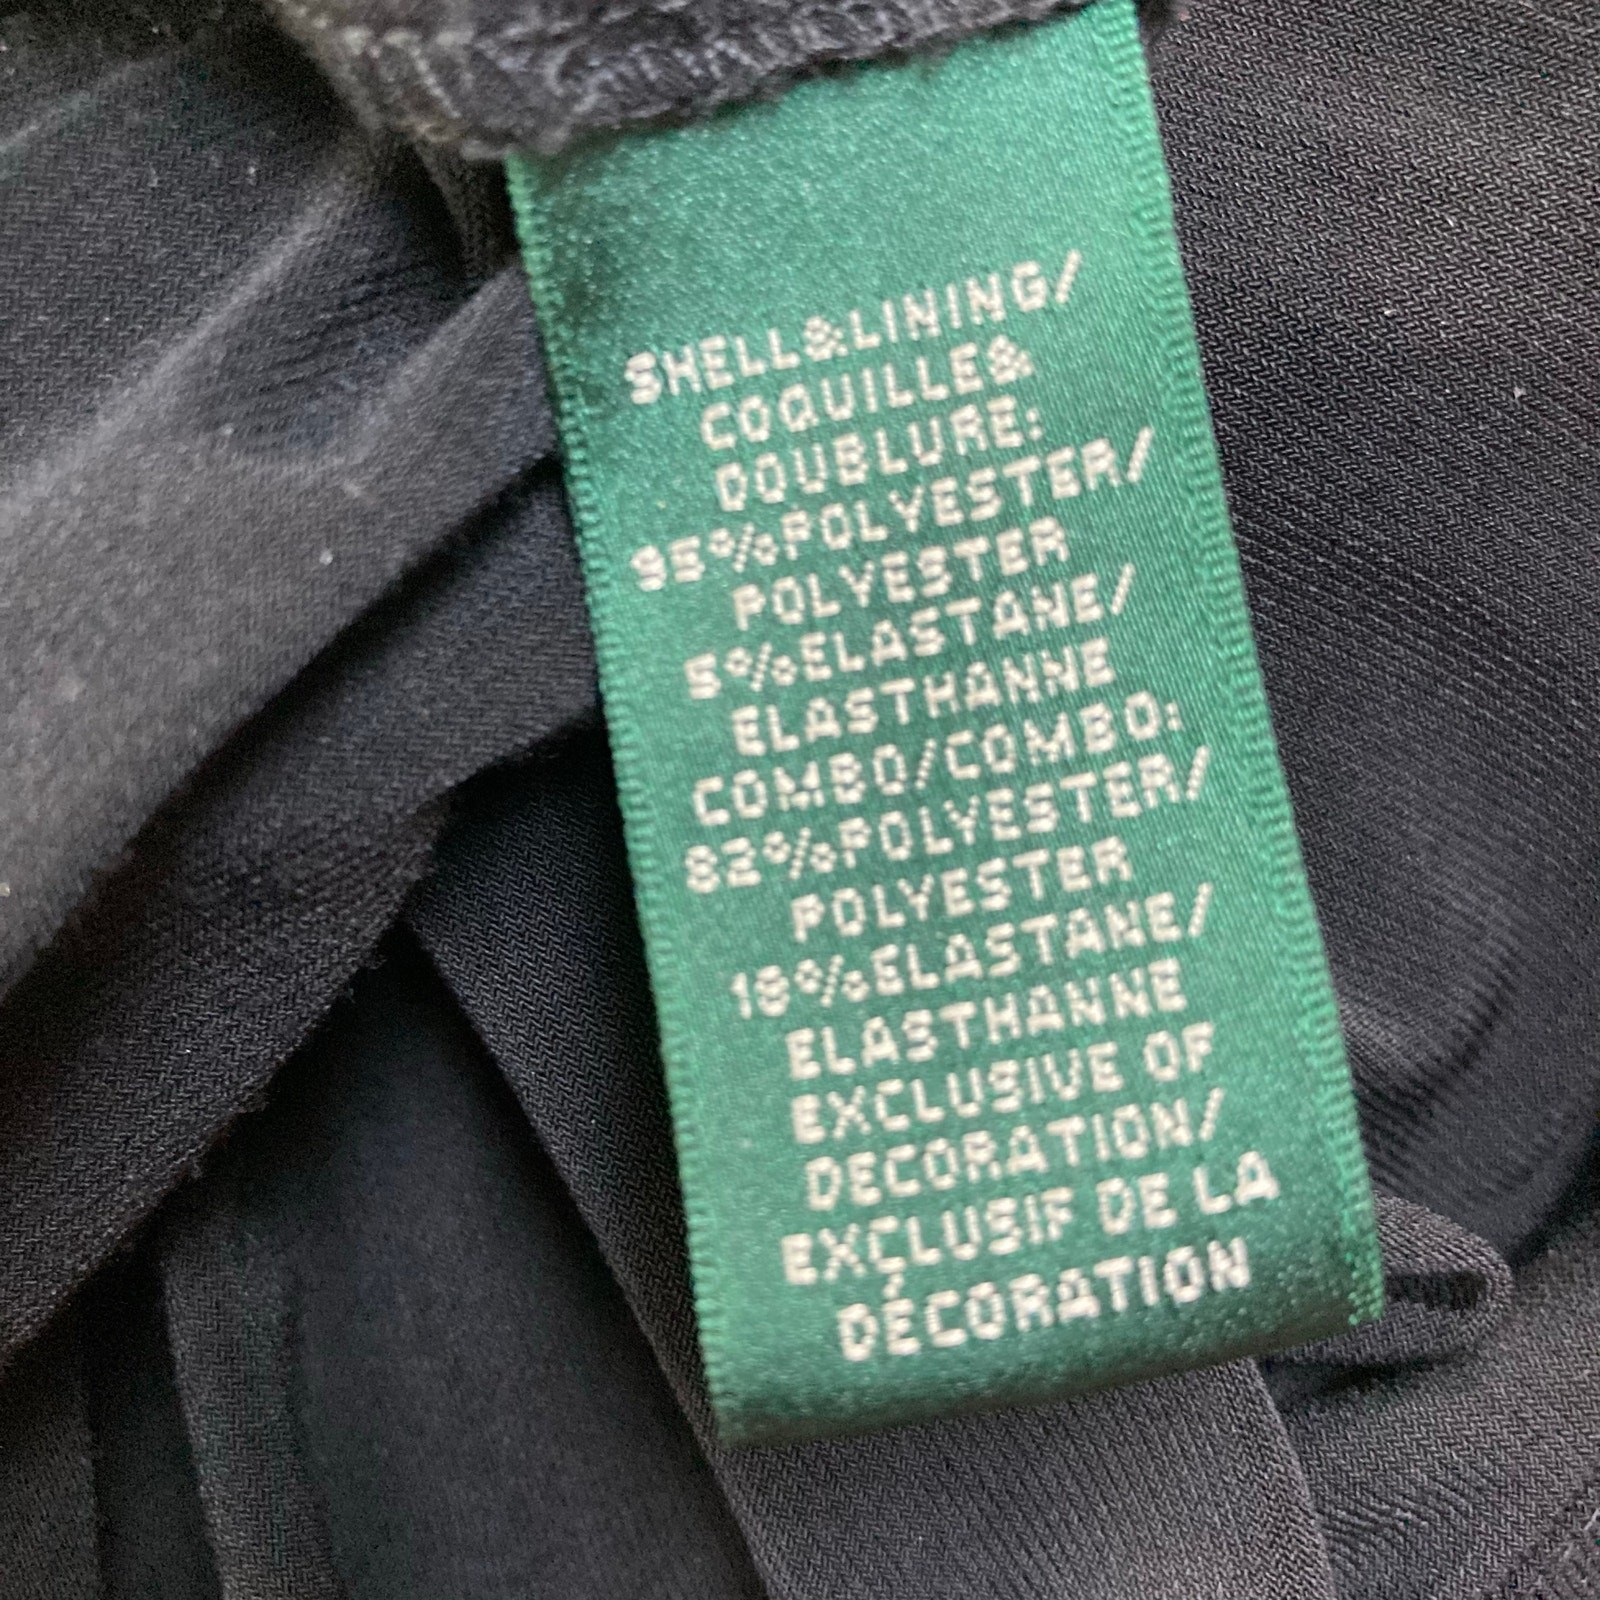 SHELL&LINING/
COQUILLE&
DOUBLURE:
95%POLYESTER/
POLYESTER
5%ELASTANE/
ELASTHANNE
COMBO/COMBO:
82%POLYESTER/
POLYESTER
18%ELASTANE/
ELASTHANNE
EXCLUSIVE OF
DECORATION/
EXCLUSIF DE LA
DÉCORATION